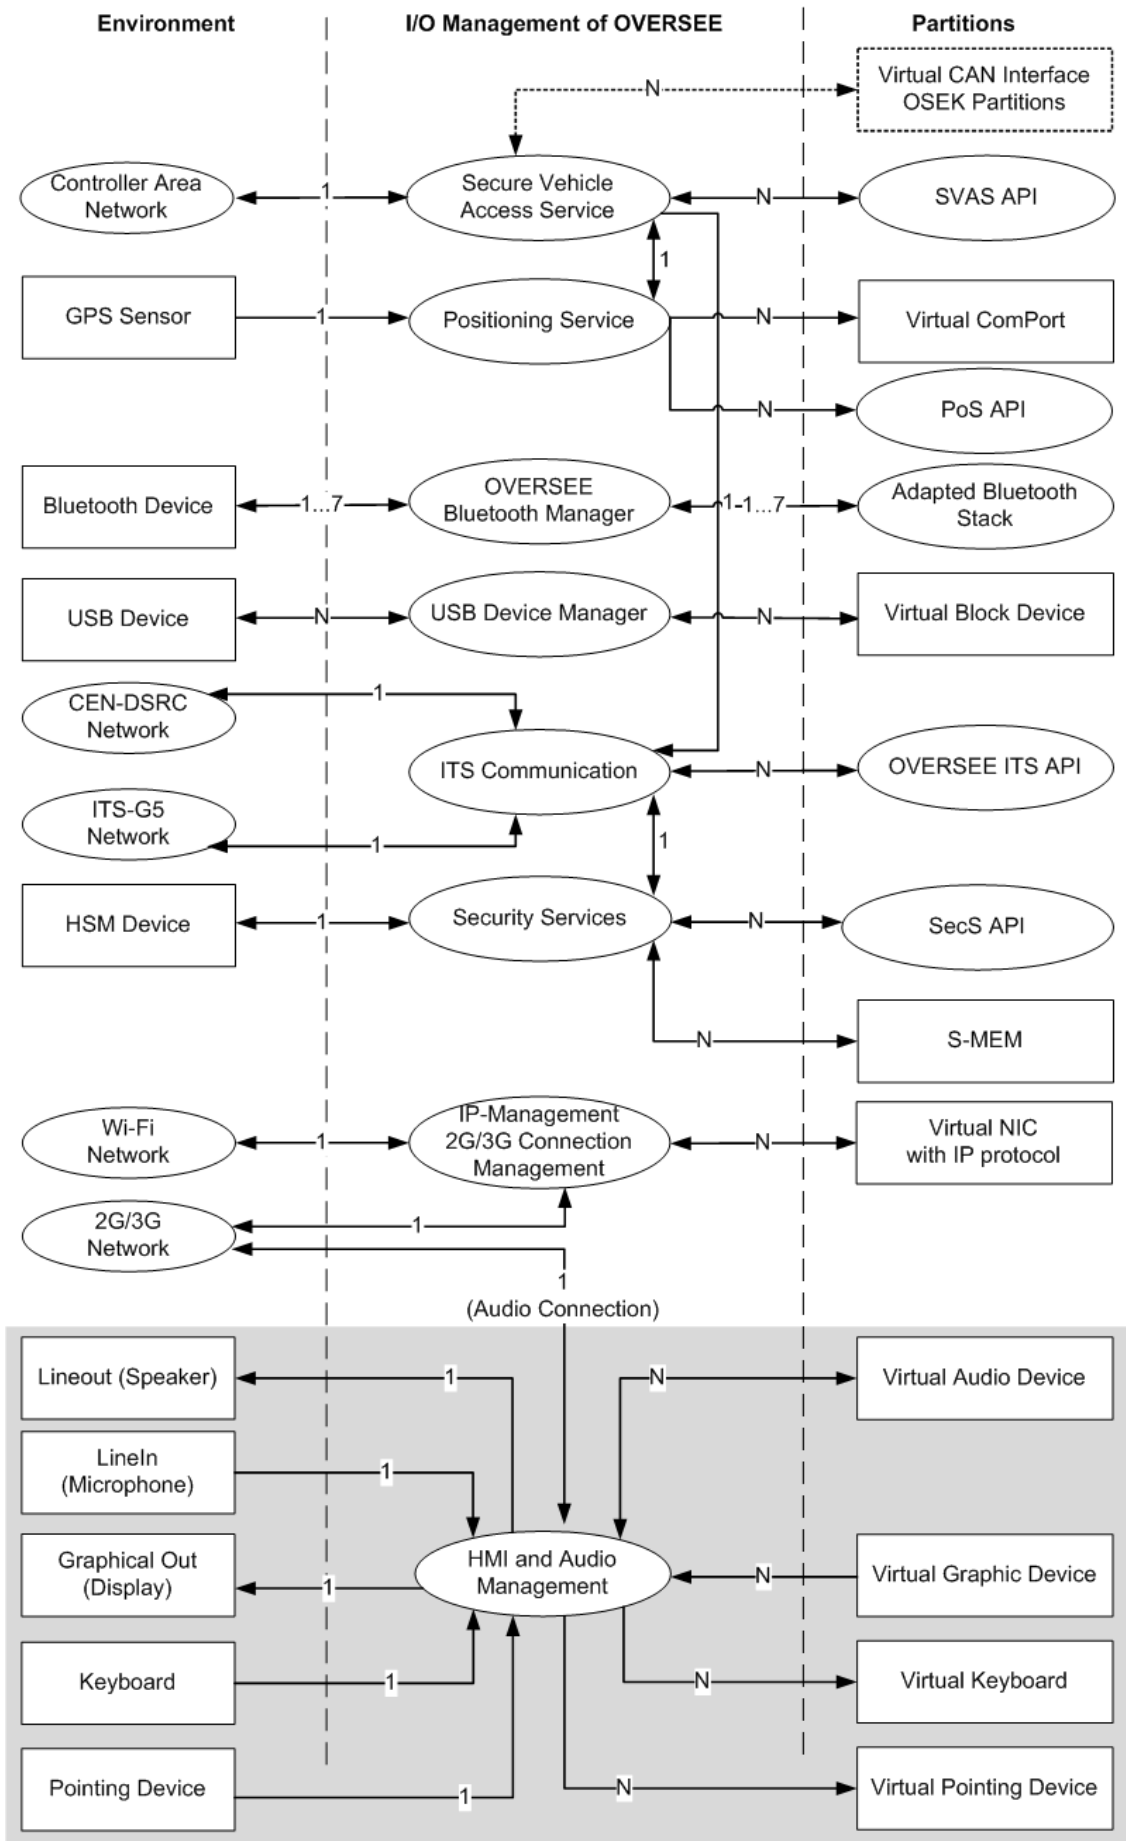 Environment
I/O Management of OVERSEE
Partitions
Virtual CAN Interface
OSEK Partitions
N
Controller Area
Network
1
Secure Vehicle
Access Service
N
SVAS API
1
GPS Sensor
1
Positioning Service
N
Virtual ComPort
N
PoS API
Bluetooth Device
1...7
OVERSEE
Bluetooth Manager
1-1...7
Adapted Bluetooth
Stack
USB Device
N
USB Device Manager
N
Virtual Block Device
CEN-DSRC
Network
1
ITS Communication
N
OVERSEE ITS API
ITS-G5
Network
1
1
HSM Device
1
Security Services
N
SecS API
N
S-MEM
Wi-Fi
Network
1
IP-Management
2G/3G Connection
Management
N
Virtual NIC
with IP protocol
2G/3G
Network
1
1
(Audio Connection)
Lineout (Speaker)
1
N
Virtual Audio Device
LineIn
(Microphone)
1
Graphical Out
(Display)
1
HMI and Audio
Management
N
Virtual Graphic Device
Keyboard
1
N
Virtual Keyboard
Pointing Device
1
N
Virtual Pointing Device